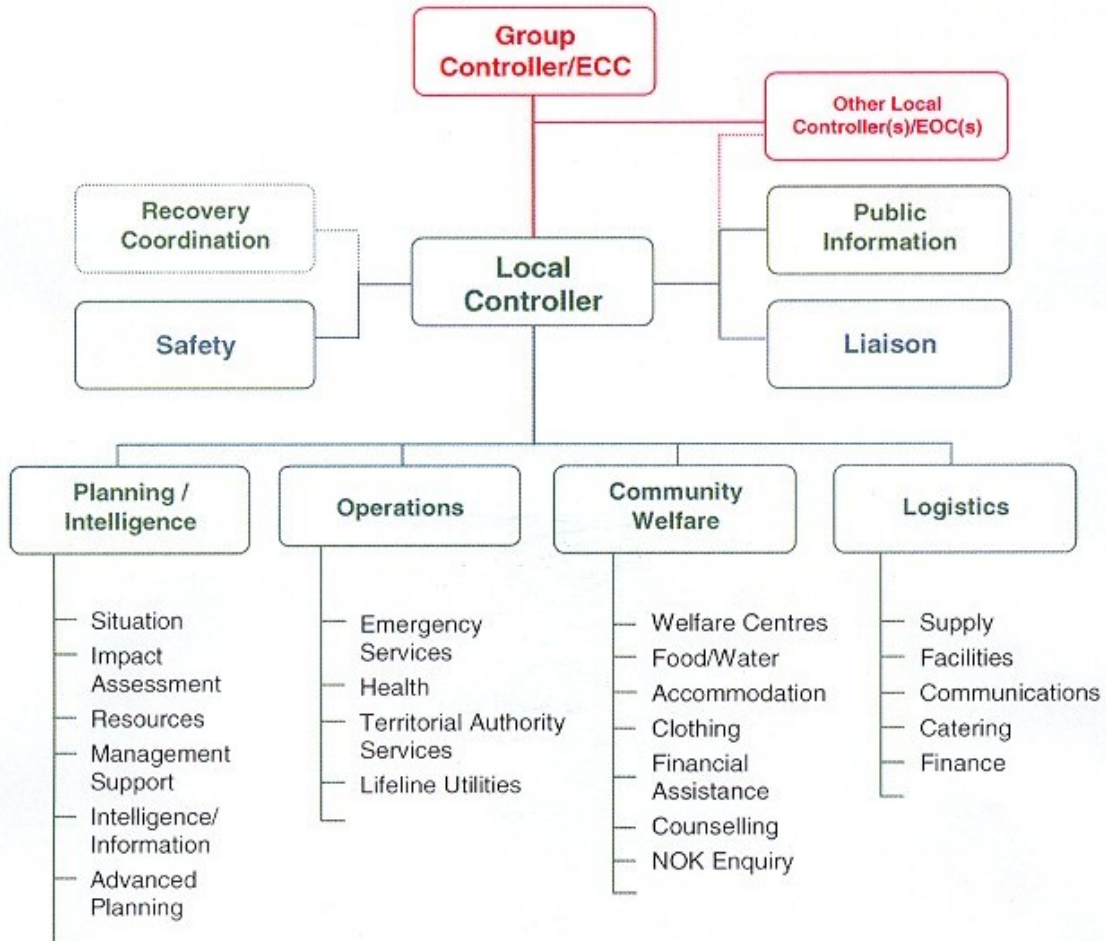 Group
Controller/ECC
Other Local
Controller(s)/EOC(s)
Recovery
Coordination
Public
Information
Local
Controller
Safety
Liaison
Planning /
Intelligence
Operations
Community
Welfare
Logistics
Situation
Impact
Assessment
Resources
Management
Support
Intelligence/
Information
Advanced
Planning
Emergency
Services
Health
Territorial Authority
Services
Lifeline Utilities
Welfare Centres
Food/Water
Accommodation
Clothing
Financial
Assistance
Counselling
NOK Enquiry
Supply
Facilities
Communications
Catering
Finance